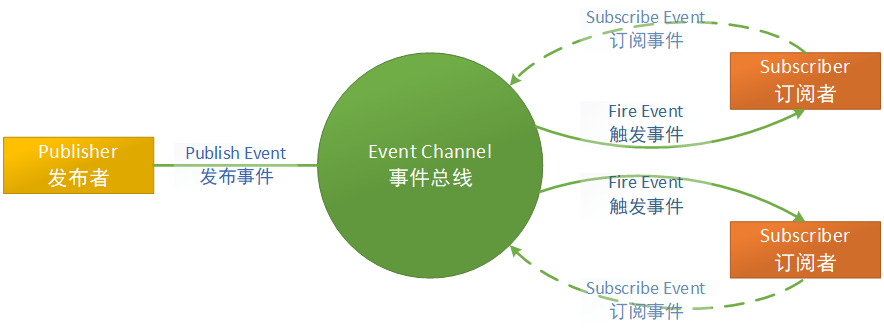 Publisher
发布者
Publish Event
发布事件
Event Channel
事件总线
Subscribe Event
订阅事件
Subscriber
订阅者
Fire Event
触发事件
Fire Event
触发事件
Subscriber
订阅者
Subscribe Event
订阅事件